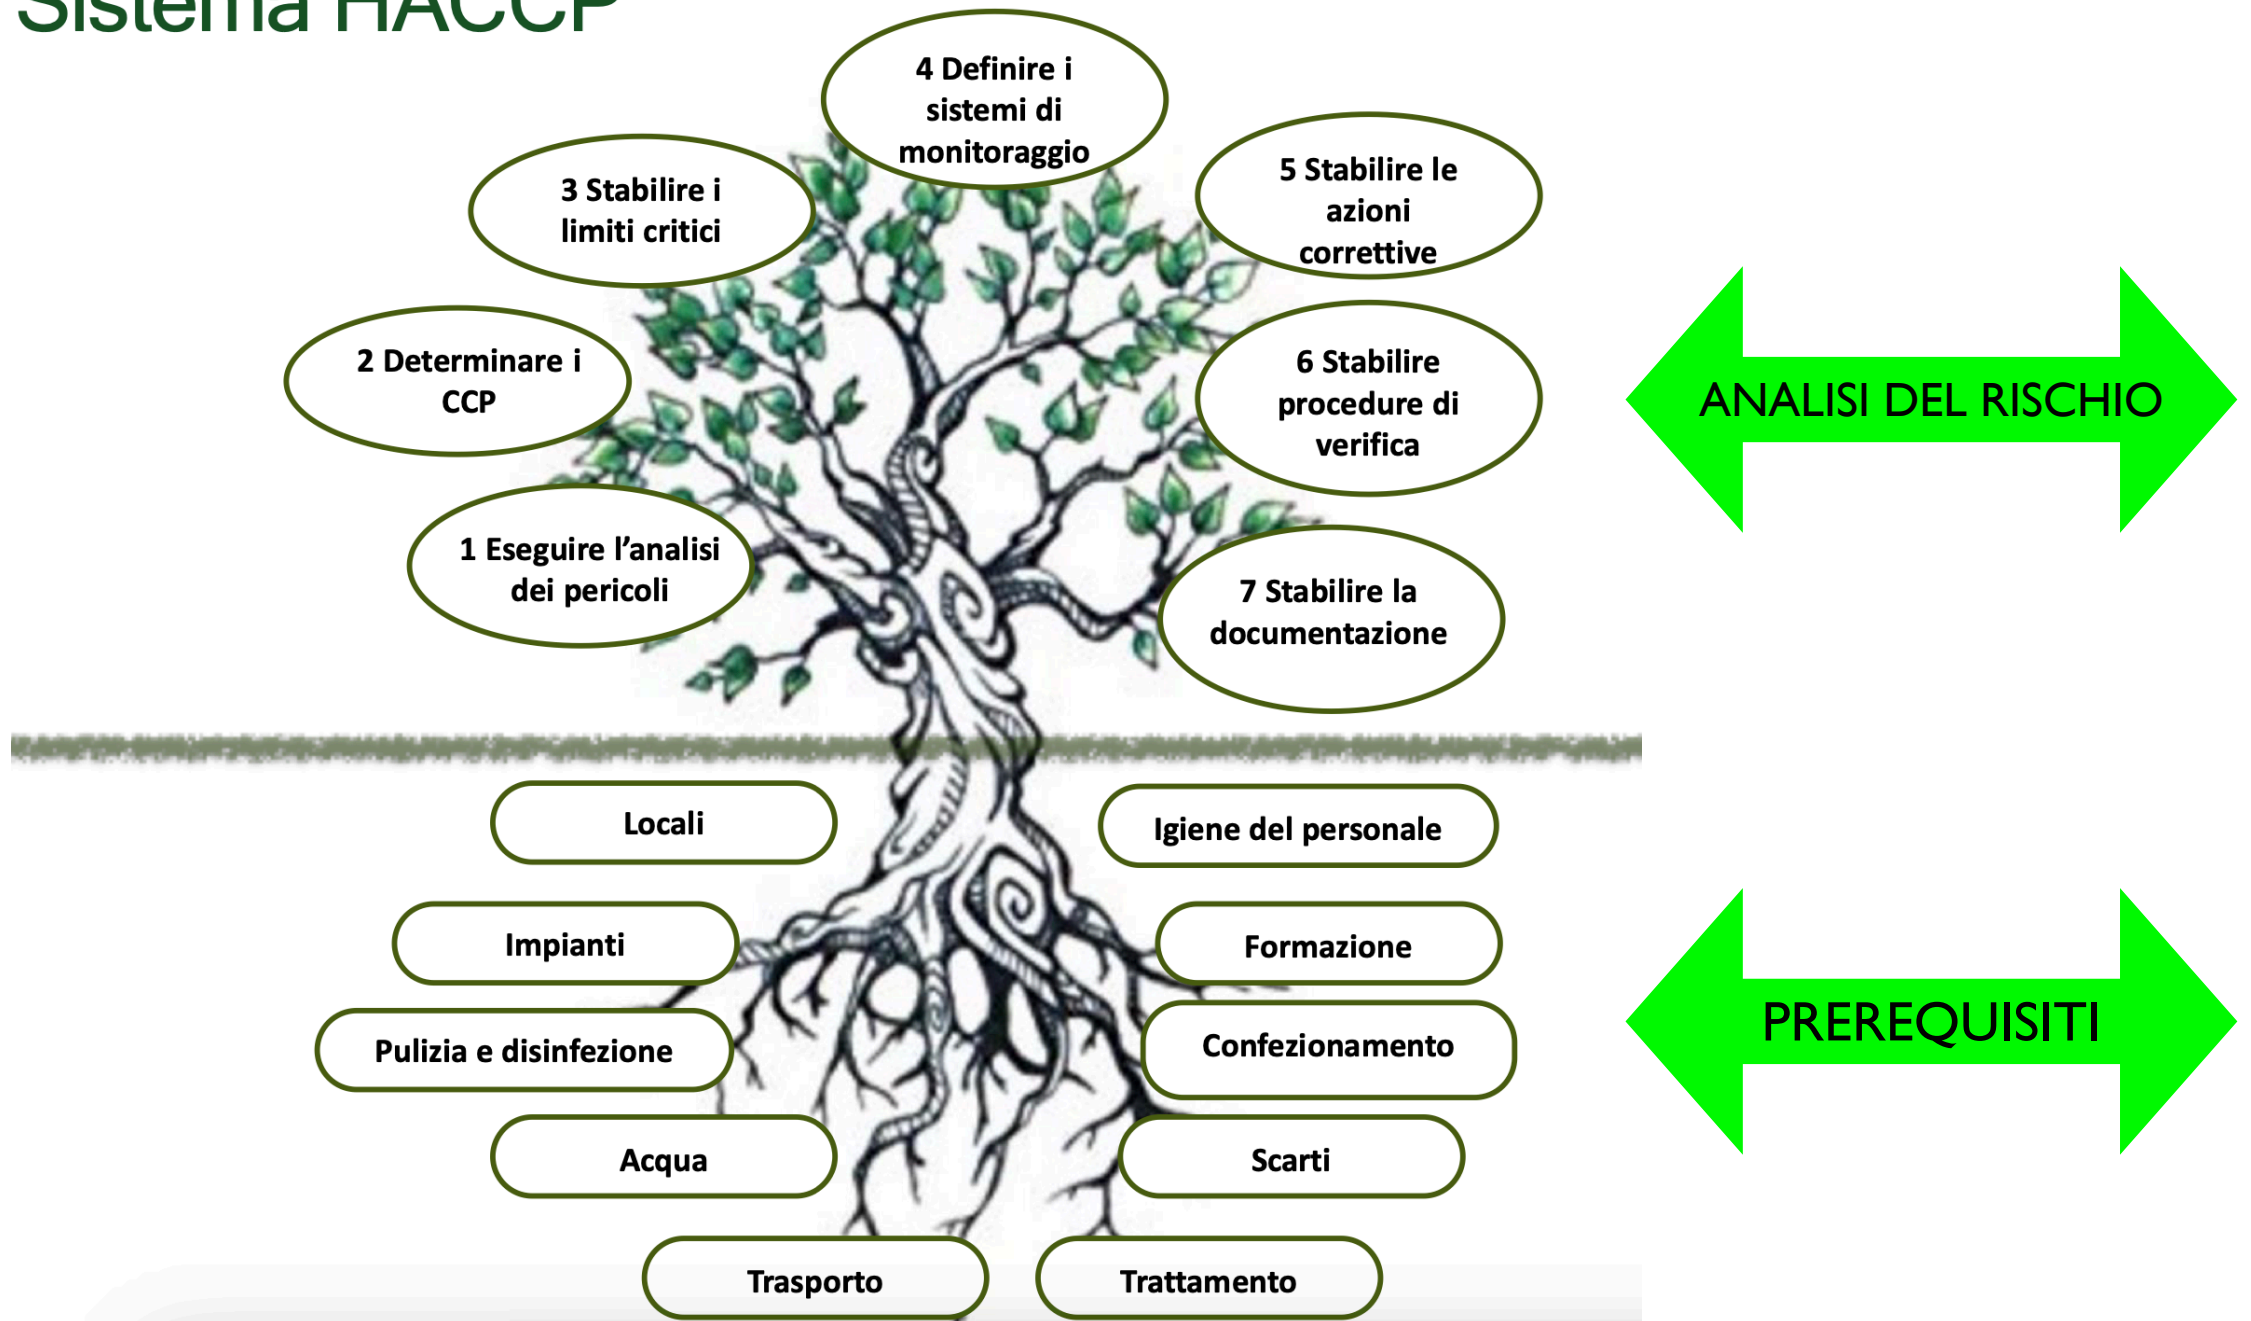 Sistema HACCP
4 Definire i
sistemi di
monitoraggio
3 Stabilire i
limiti critici
5 Stabilire le
azioni
correttive
2 Determinare i
CCP
6 Stabilire
procedure di
verifica
ANALISI DEL RISCHIO
1 Eseguire l’analisi
dei pericoli
7 Stabilire la
documentazione
Locali
Igiene del personale
Impianti
Formazione
PREREQUISITI
Pulizia e disinfezione
Confezionamento
Acqua
Scarti
Trasporto
Trattamento